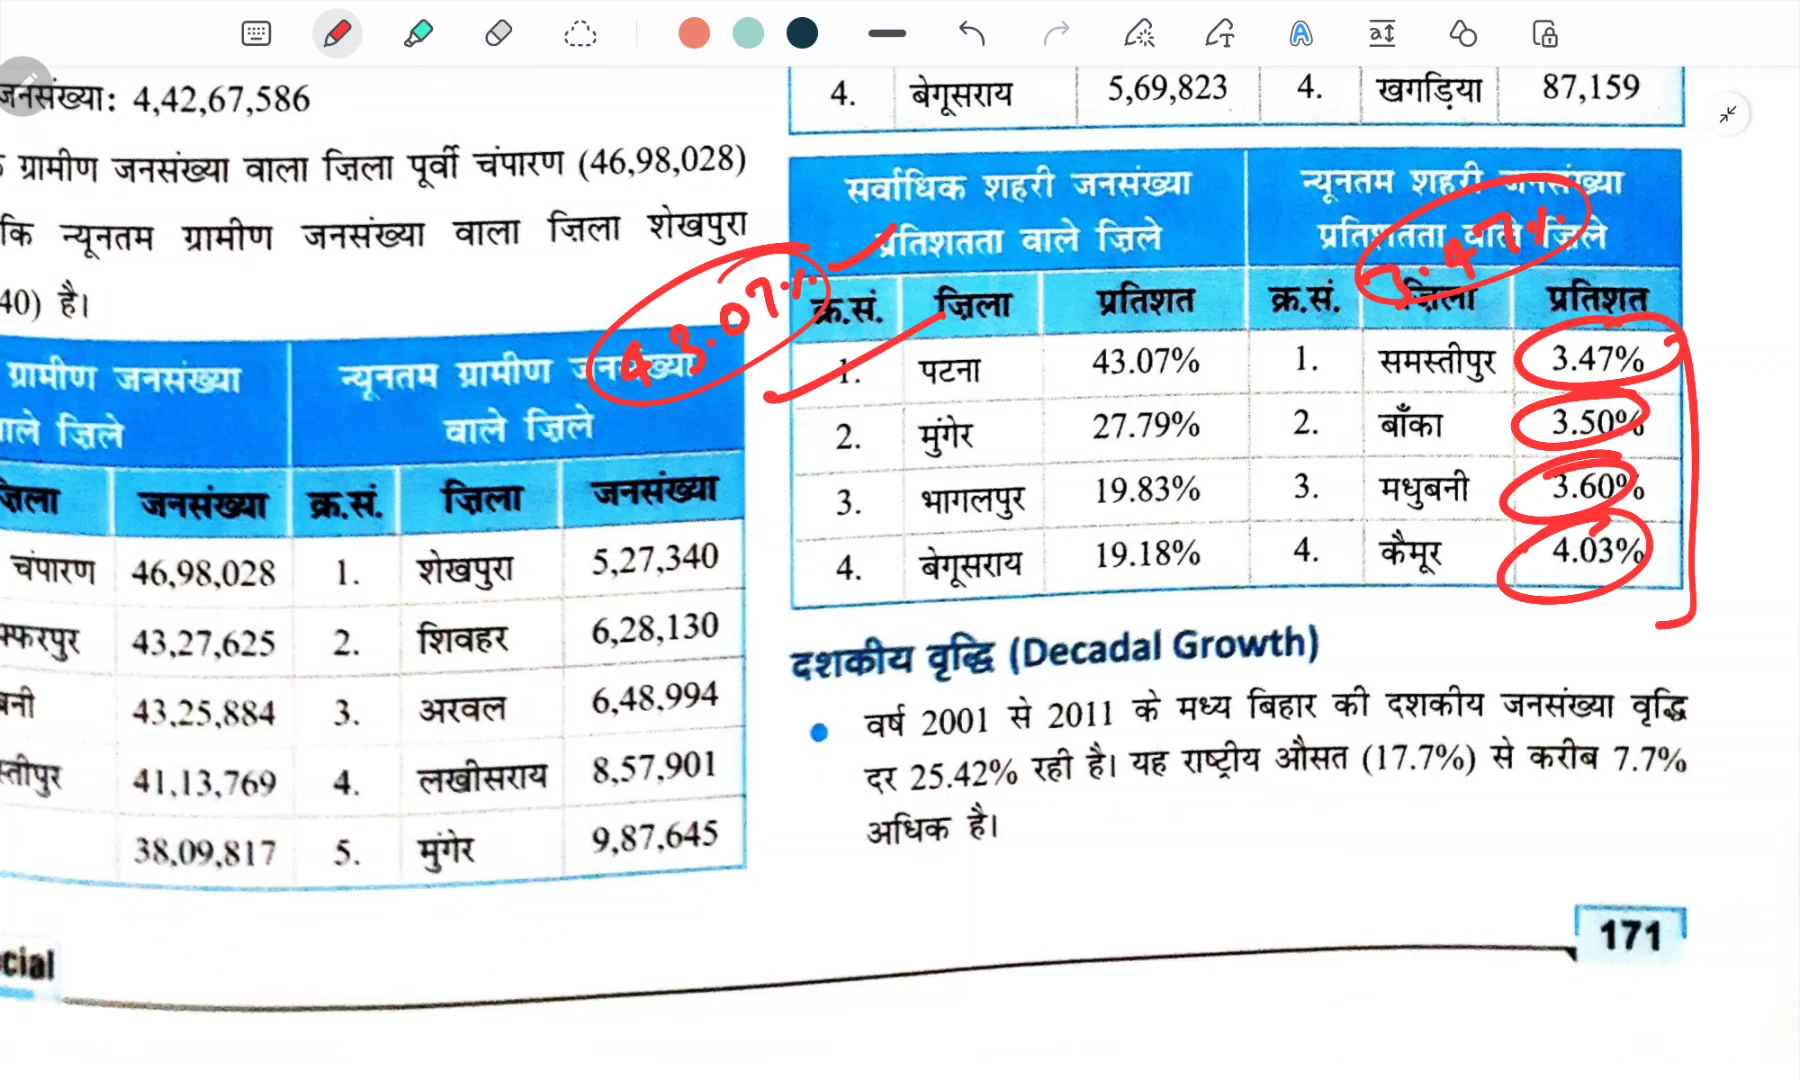 जनसंख्या: 4,42,67,586
ग्रामीण जनसंख्या वाला ज़िला पूर्वी चंपारण (46,98,028)
कि न्यूनतम ग्रामीण जनसंख्या वाला ज़िला शेखपुरा
40) है।
ग्रामीण जनसंख्या न्यूनतम ग्रामीण जनसंख्या
वाले ज़िले वाले ज़िले
ज़िला जनसंख्या क्र.सं. ज़िला जनसंख्या
चंपारण 46,98,028 1. शेखपुरा 5,27,340
फ्फरपुर 43,27,625 2. शिवहर 6,28,130
बनी 43,25,884 3. अरवल 6,48,994
स्तीपुर 41,13,769 4. लखीसराय 8,57,901
38,09,817 5. मुंगेर 9,87,645
cial
4. बेगूसराय 5,69,823 4. खगड़िया 87,159
सर्वाधिक शहरी जनसंख्या न्यूनतम शहरी जनसंख्या
प्रतिशतता वाले ज़िले प्रतिशतता वाले ज़िले
43.07% 3.47%
क्र.सं. ज़िला प्रतिशत क्र.सं. ज़िला प्रतिशत
1. पटना 43.07% 1. समस्तीपुर 3.47%
2. मुंगेर 27.79% 2. बाँका 3.50%
3. भागलपुर 19.83% 3. मधुबनी 3.60%
4. बेगूसराय 19.18% 4. कैमूर 4.03%
दशकीय वृद्धि (Decadal Growth)
वर्ष 2001 से 2011 के मध्य बिहार की दशकीय जनसंख्या वृद्धि
दर 25.42% रही है। यह राष्ट्रीय औसत (17.7%) से करीब 7.7%
अधिक है।
171